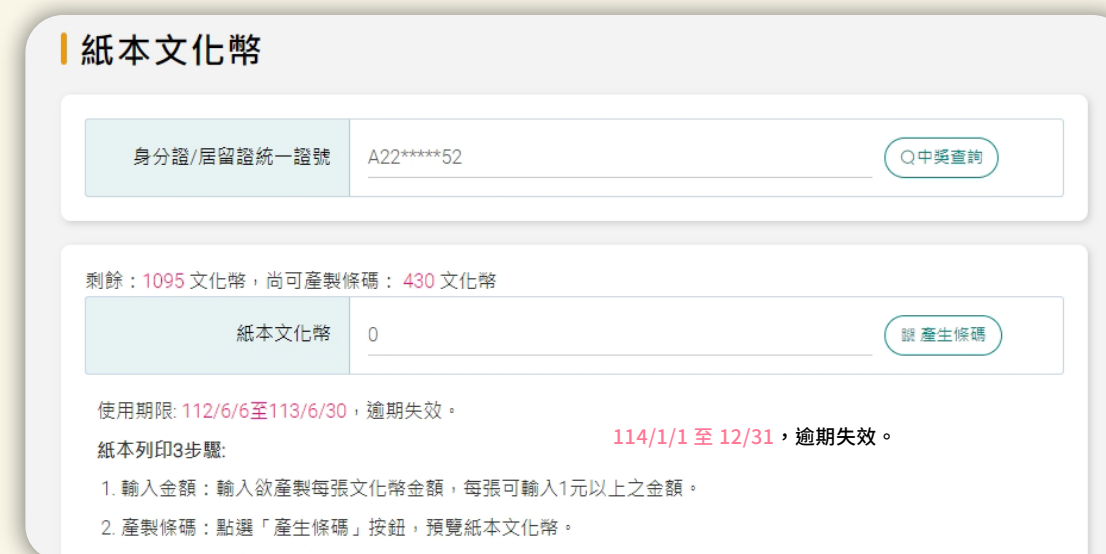 紙本文化幣
身分證/居留證統一證號 A22*****52 中獎查詢
剩餘：1095 文化幣，尚可產製條碼： 430 文化幣
紙本文化幣 0 產生條碼
使用期限: 112/6/6至113/6/30，逾期失效。
114/1/1 至 12/31，逾期失效。
紙本列印3步驟:
1. 輸入金額：輸入欲產製每張文化幣金額，每張可輸入1元以上之金額。
2. 產製條碼：點選「產生條碼」按鈕，預覽紙本文化幣。